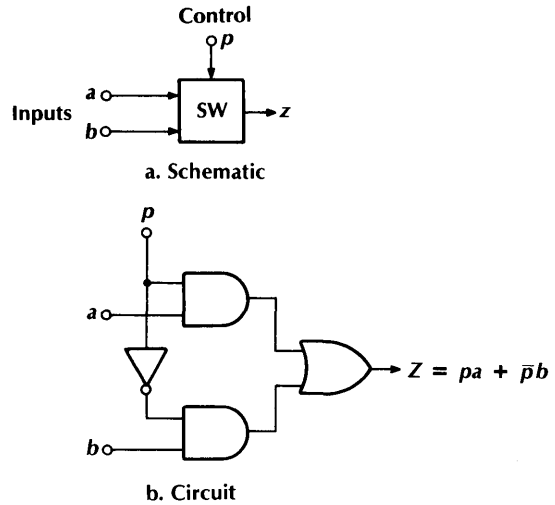 Control
p
a
Inputs
SW
z
b
a. Schematic
p
a
Z = pa + p̅b
b
b. Circuit